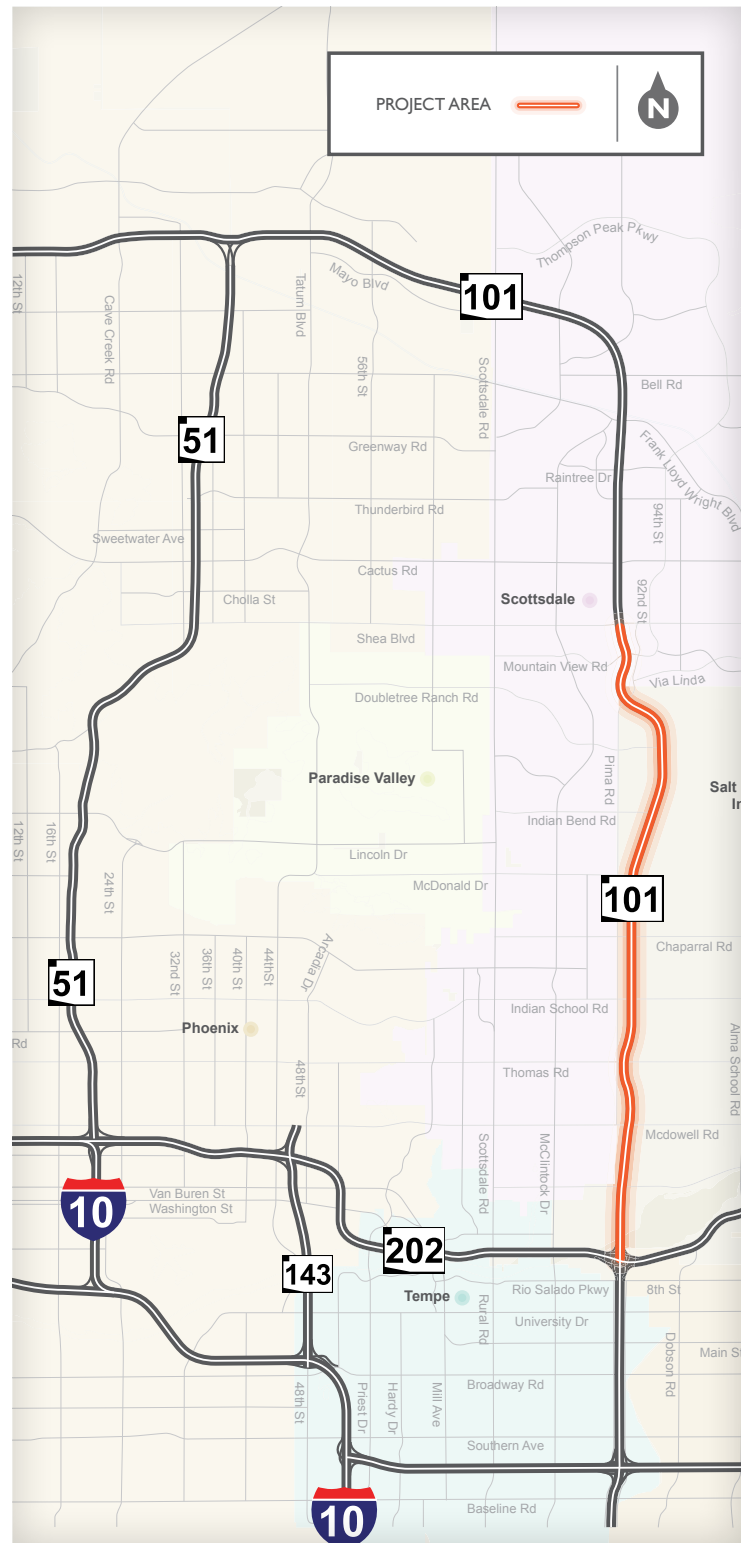 PROJECT AREA
N
Thompson Peak Pkwy
12th St
Cave Creek Rd
Tatum Blvd
Mayo Blvd
101
56th St
Scottsdale Rd
Bell Rd
51
Greenway Rd
Frank Lloyd Wright Blvd
Raintree Dr
Thunderbird Rd
94th St
Sweetwater Ave
Cactus Rd
Cholla St
Scottsdale
92nd St
Shea Blvd
Mountain View Rd
Via Linda
Doubletree Ranch Rd
Paradise Valley
Pima Rd
Salt
Ir
12th St
16th St
Indian Bend Rd
Lincoln Dr
24th St
McDonald Dr
101
32nd St
36th St
40th St
44thSt
Arcadia Dr
Chaparral Rd
51
Indian School Rd
Phoenix
Rd
48thSt
Thomas Rd
Alma School Rd
Scottsdale Rd
McClintock Dr
Mcdowell Rd
10
Van Buren St
Washington St
202
143
Tempe
Rural Rd
Rio Salado Pkwy
8th St
University Dr
Dobson Rd
Main S
48th St
Priest Dr
Hardy Dr
Mill Ave
Broadway Rd
Southern Ave
10
Baseline Rd